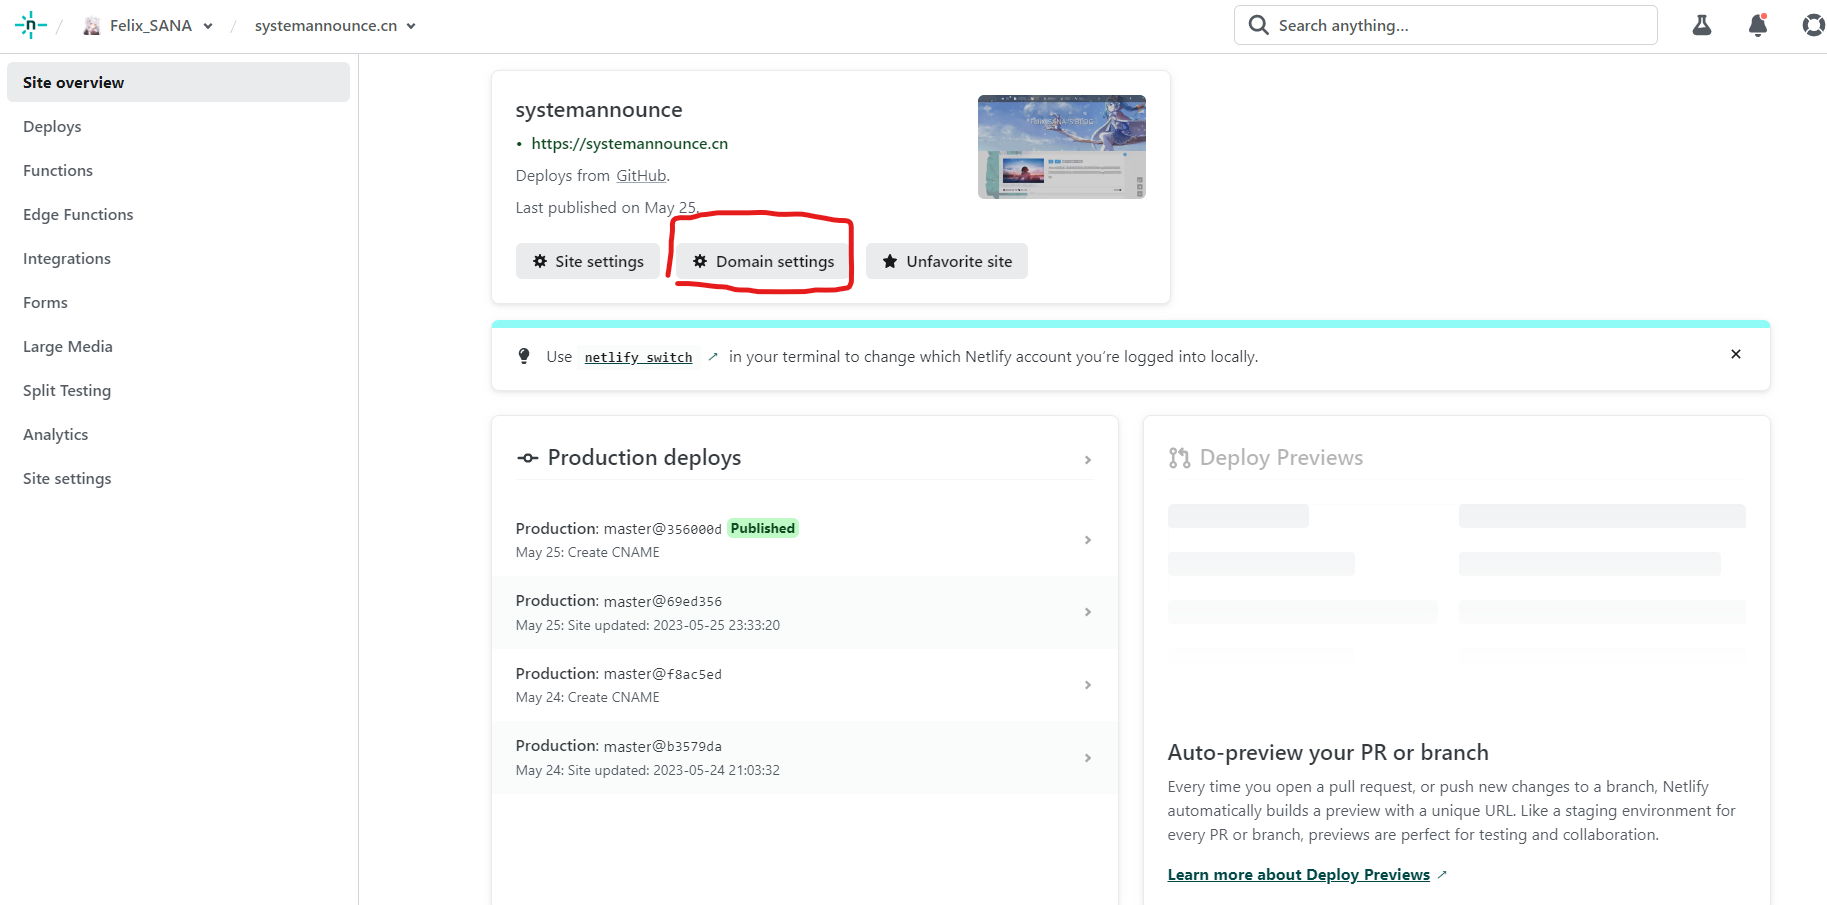 n / Felix_SANA / systemannounce.cn
Search anything...
Site overview
Deploys
Functions
Edge Functions
Integrations
Forms
Large Media
Split Testing
Analytics
Site settings
systemannounce
• https://systemannounce.cn
Deploys from GitHub.
Last published on May 25.
Site settings
Domain settings
Unfavorite site
Use netlify switch ↗ in your terminal to change which Netlify account you’re logged into locally.
Production deploys
Production: master@356000d Published
May 25: Create CNAME
Production: master@69ed356
May 25: Site updated: 2023-05-25 23:33:20
Production: master@f8ac5ed
May 24: Create CNAME
Production: master@b3579da
May 24: Site updated: 2023-05-24 21:03:32
Deploy Previews
Auto-preview your PR or branch
Every time you open a pull request, or push new changes to a branch, Netlify
automatically builds a preview with a unique URL. Like a staging environment for
every PR or branch, previews are perfect for testing and collaboration.
Learn more about Deploy Previews ↗